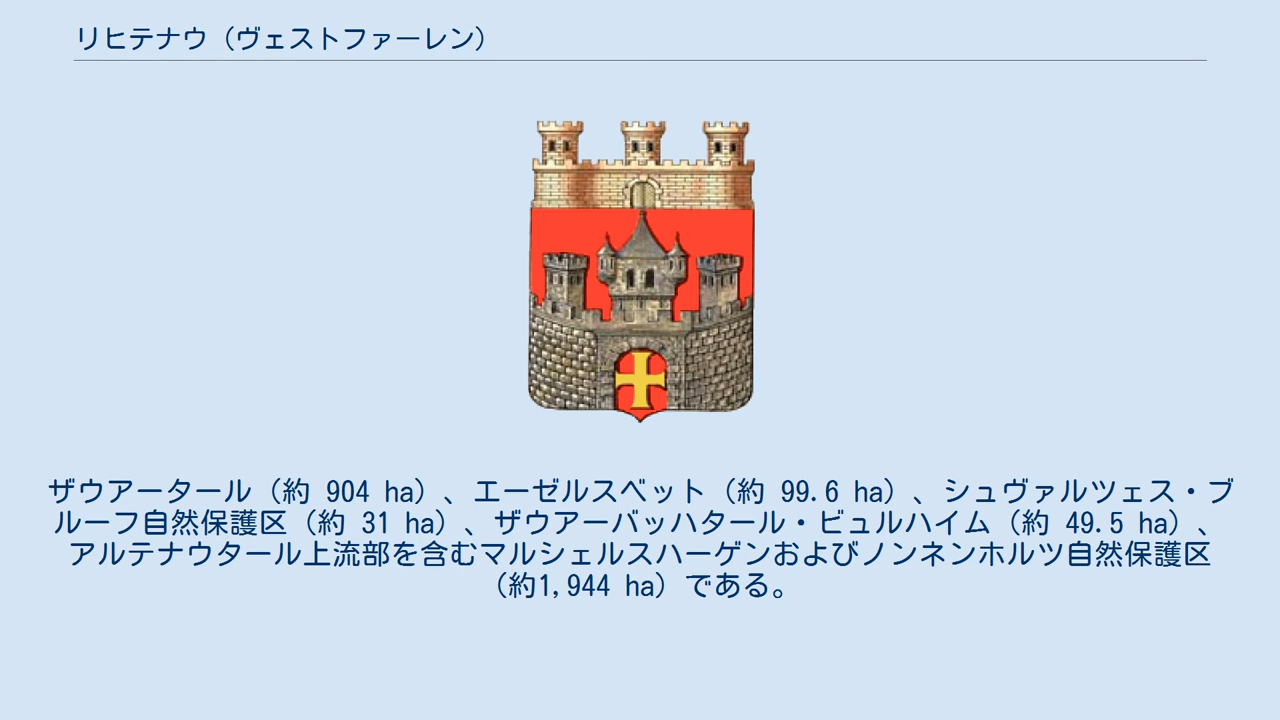 リヒテナウ（ヴェストファーレン）
ザウアータール（約 904 ha）、エーゼルスベット（約 99.6 ha）、シュヴァルツェス・ブ
ルーフ自然保護区（約 31 ha）、ザウアーバッハタール・ビュルハイム（約 49.5 ha）、
アルテナウタール上流部を含むマルシェルスハーゲンおよびノンネンホルツ自然保護区
（約1,944 ha）である。